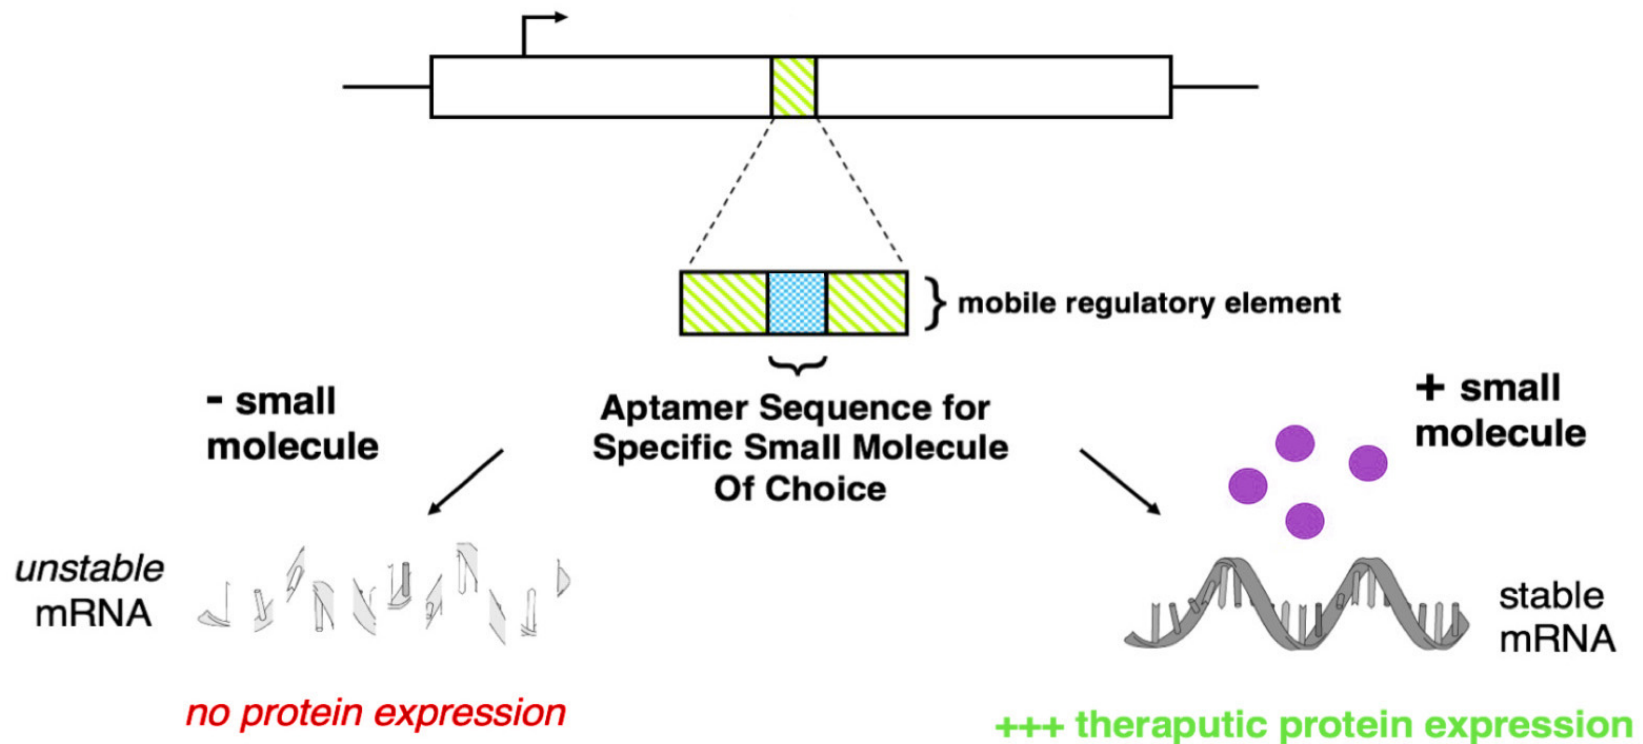 } mobile regulatory element
- small
molecule
Aptamer Sequence for
Specific Small Molecule
Of Choice
+ small
molecule
unstable
mRNA
stable
mRNA
no protein expression
+++ theraputic protein expression